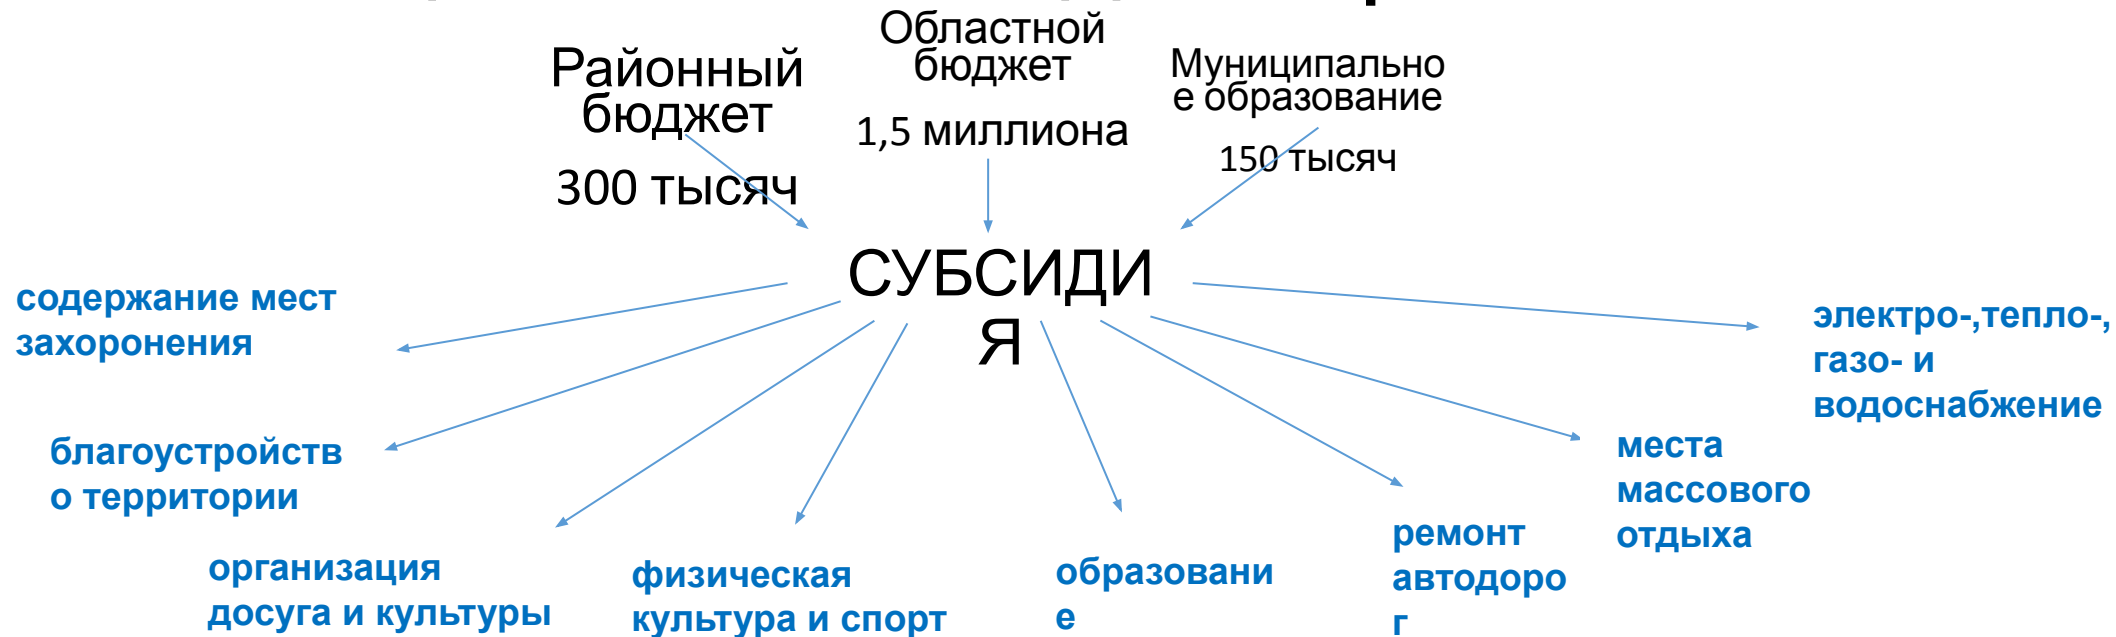 Районный
бюджет
300 тысяч
Областной
бюджет
1,5 миллиона
Муниципально
е образование
150 тысяч
СУБСИДИ
Я
содержание мест
захоронения
благоустройств
о территории
организация
досуга и культуры
физическая
культура и спорт
образовани
е
ремонт
автодоро
г
места
массового
отдыха
электро-,тепло-,
газо- и
водоснабжение